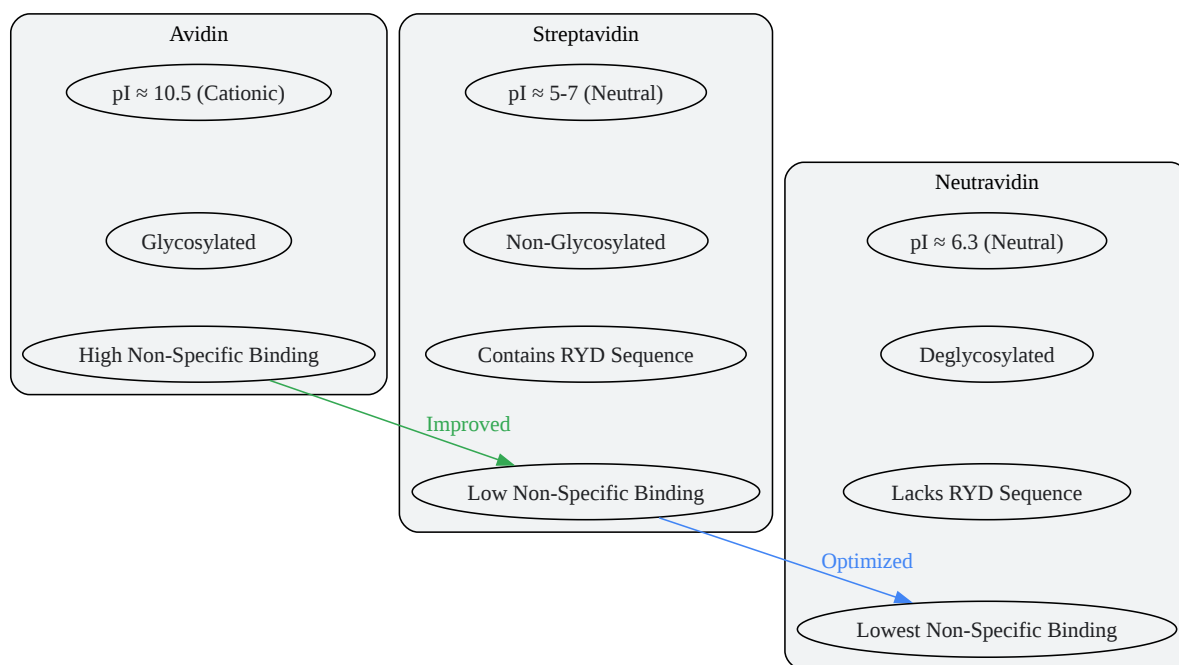 Avidin
pI ≈ 10.5 (Cationic)
Glycosylated
High Non-Specific Binding
Improved
Streptavidin
pI ≈ 5-7 (Neutral)
Non-Glycosylated
Contains RYD Sequence
Low Non-Specific Binding
Optimized
Neutravidin
pI ≈ 6.3 (Neutral)
Deglycosylated
Lacks RYD Sequence
Lowest Non-Specific Binding